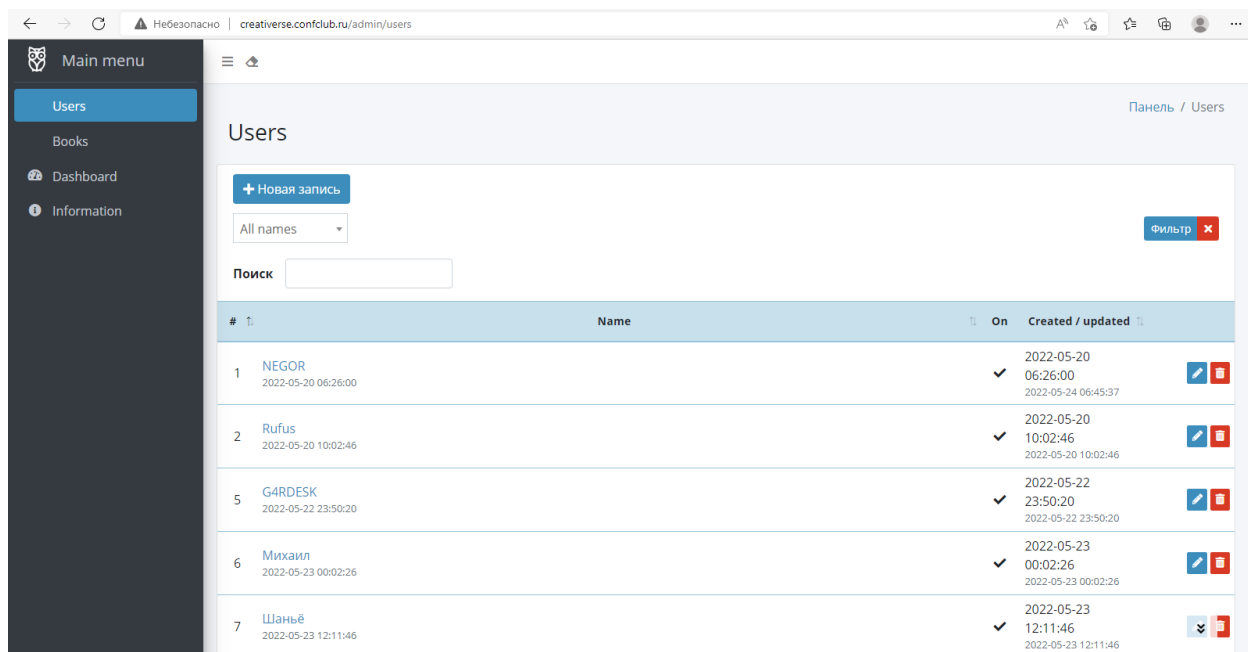 Небезопасно | creativerse.confclub.ru/admin/users
Main menu
Users
Books
Dashboard
Information
Панель / Users
Users
Новая запись
All names
Фильтр
Поиск
# Name On Created / updated
1 NEGOR 2022-05-20
2022-05-20 06:26:00 06:26:00
2022-05-24 06:45:37
2 Rufus 2022-05-20
2022-05-20 10:02:46 10:02:46
2022-05-20 10:02:46
5 G4RDESK 2022-05-22
2022-05-22 23:50:20 23:50:20
2022-05-22 23:50:20
6 Михаил 2022-05-23
2022-05-23 00:02:26 00:02:26
2022-05-23 00:02:26
7 Шаньё 2022-05-23
2022-05-23 12:11:46 12:11:46
2022-05-23 12:11:46